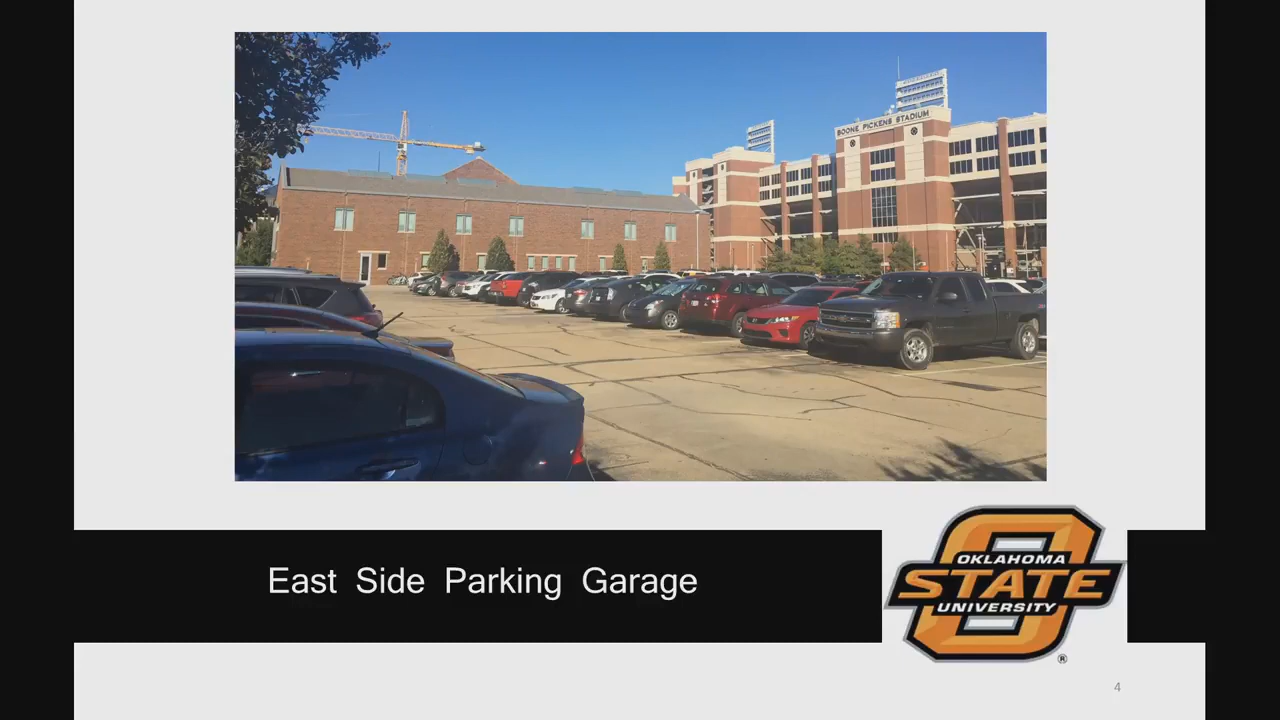 BOONE PICKENS STADIUM
East Side Parking Garage
OKLAHOMA
STATE
UNIVERSITY
®
4